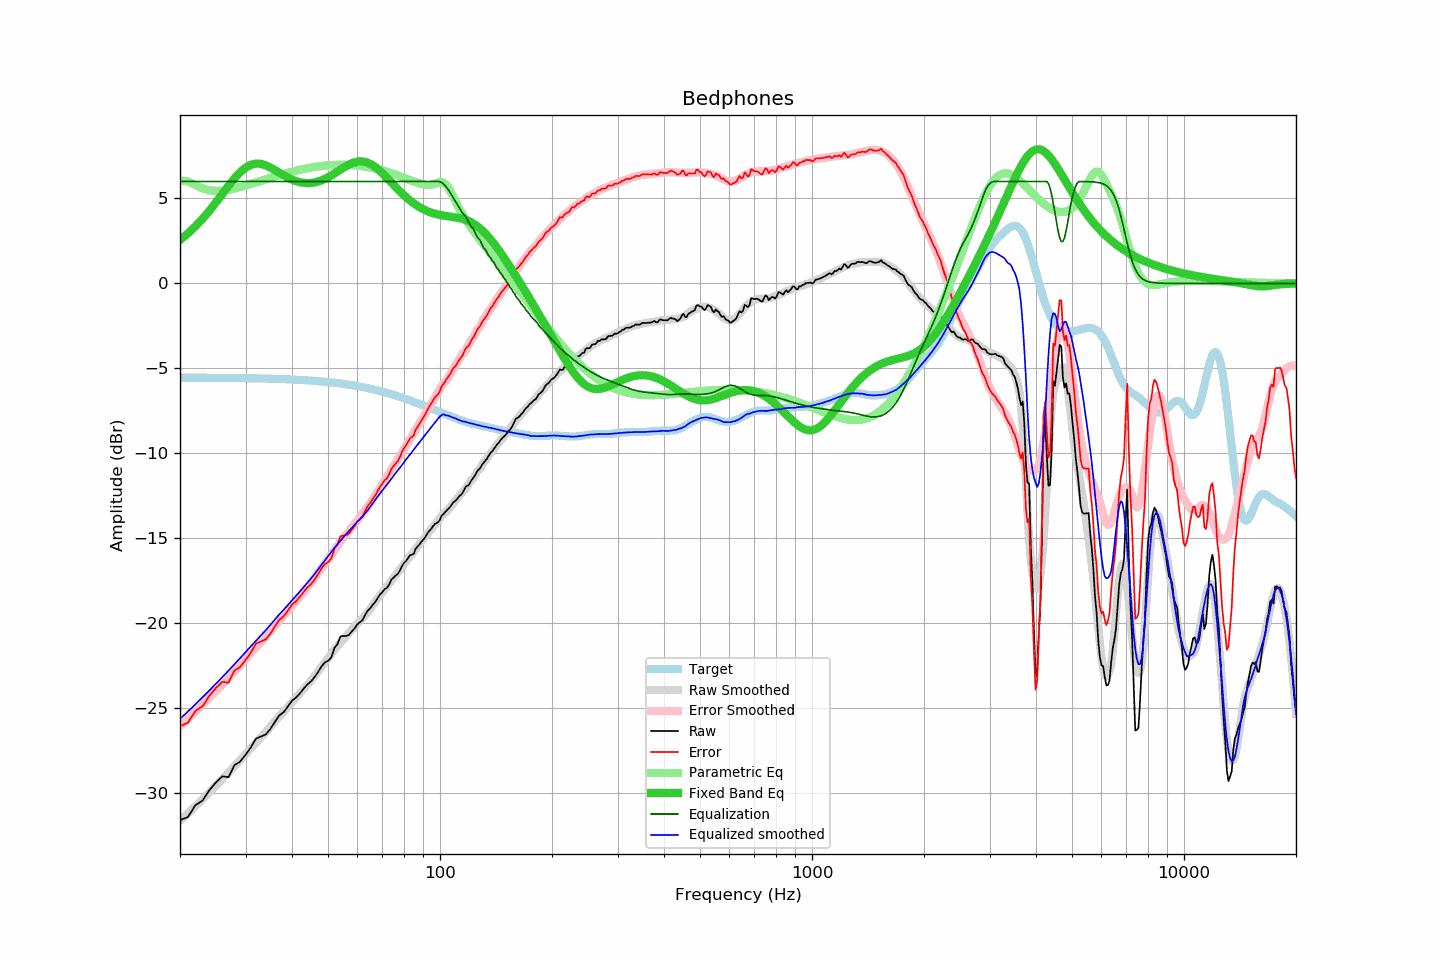 Bedphones
5
0
−5
−10
−15
−20
−25
−30
Amplitude (dBr)
Target
Raw Smoothed
Error Smoothed
Raw
Error
Parametric Eq
Fixed Band Eq
Equalization
Equalized smoothed
100
1000
10000
Frequency (Hz)